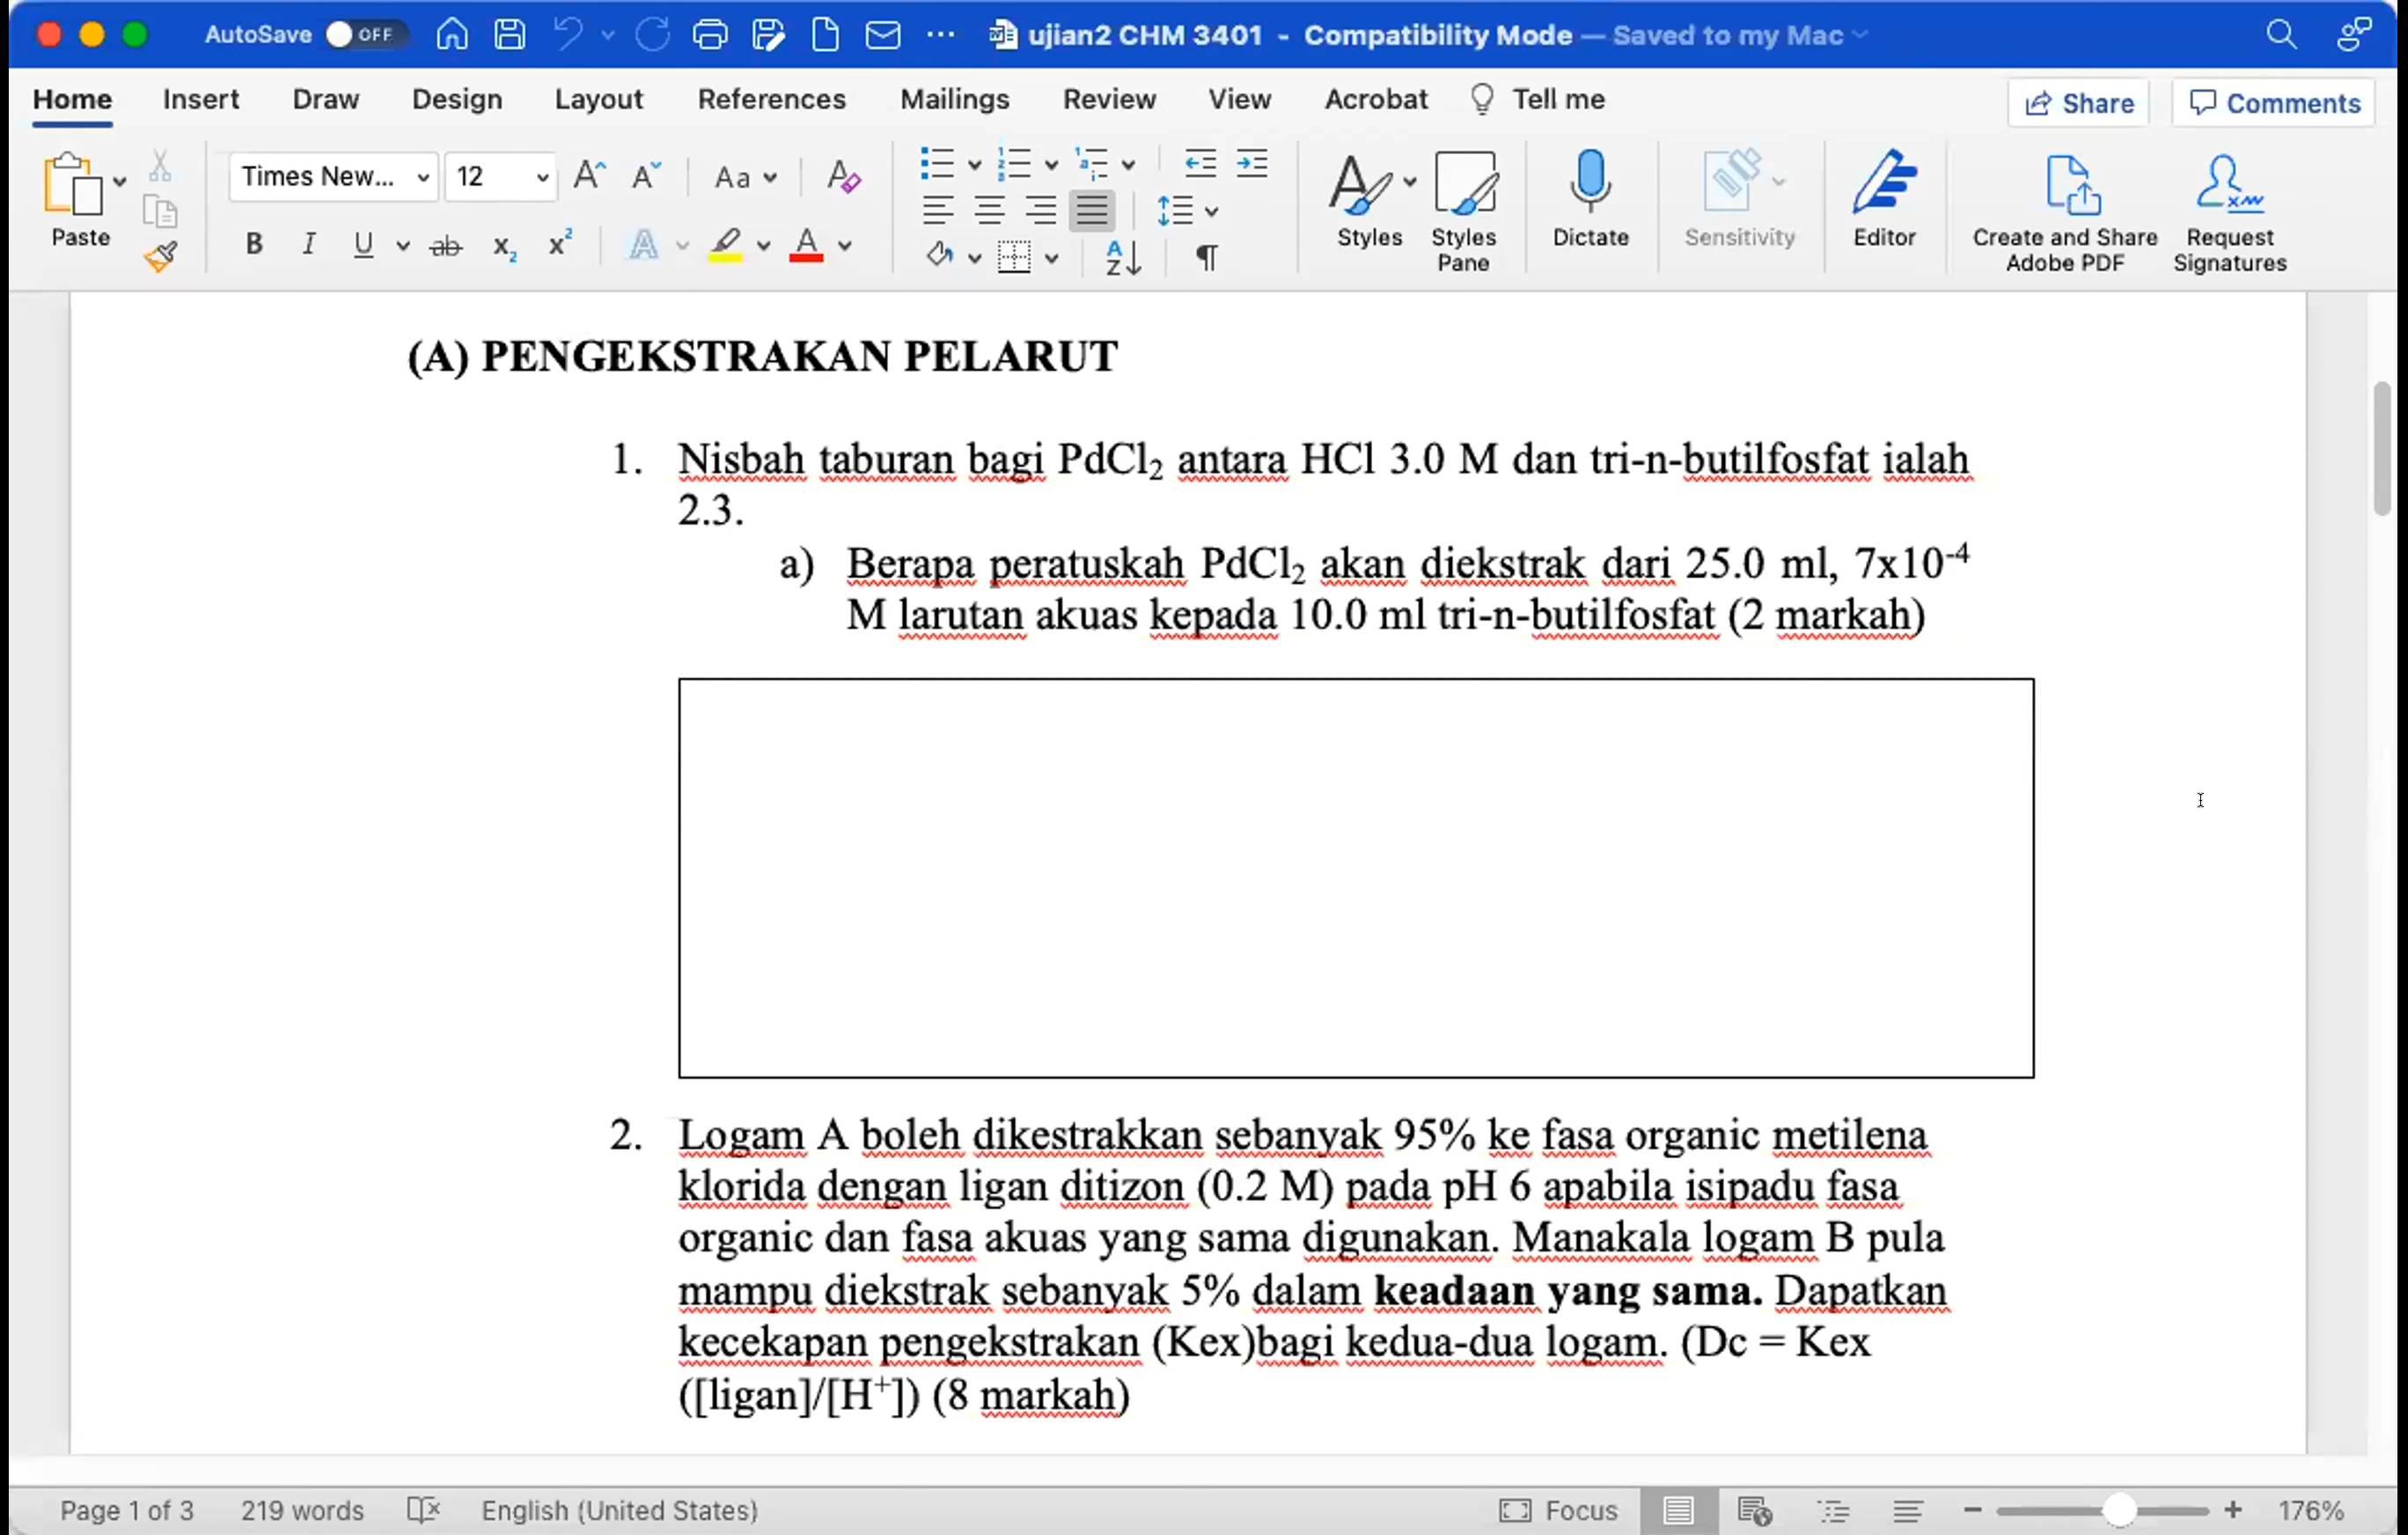 AutoSave OFF ujian2 CHM 3401 - Compatibility Mode — Saved to my Mac
Home Insert Draw Design Layout References Mailings Review View Acrobat Tell me Share Comments
Paste Times New... 12 Aa Styles Styles Pane Dictate Sensitivity Editor Create and Share Adobe PDF Request Signatures
(A) PENGEKSTRAKAN PELARUT
1. Nisbah taburan bagi PdCl₂ antara HCl 3.0 M dan tri-n-butilfosfat ialah
2.3.
a) Berapa peratuskah PdCl₂ akan diekstrak dari 25.0 ml, 7x10⁻⁴
M larutan akuas kepada 10.0 ml tri-n-butilfosfat (2 markah)
2. Logam A boleh dikestrakkan sebanyak 95% ke fasa organic metilena
klorida dengan ligan ditizon (0.2 M) pada pH 6 apabila isipadu fasa
organic dan fasa akuas yang sama digunakan. Manakala logam B pula
mampu diekstrak sebanyak 5% dalam keadaan yang sama. Dapatkan
kecekapan pengekstrakan (Kex)bagi kedua-dua logam. (Dc = Kex
([ligan]/[H⁺]) (8 markah)
Page 1 of 3 219 words English (United States) Focus 176%